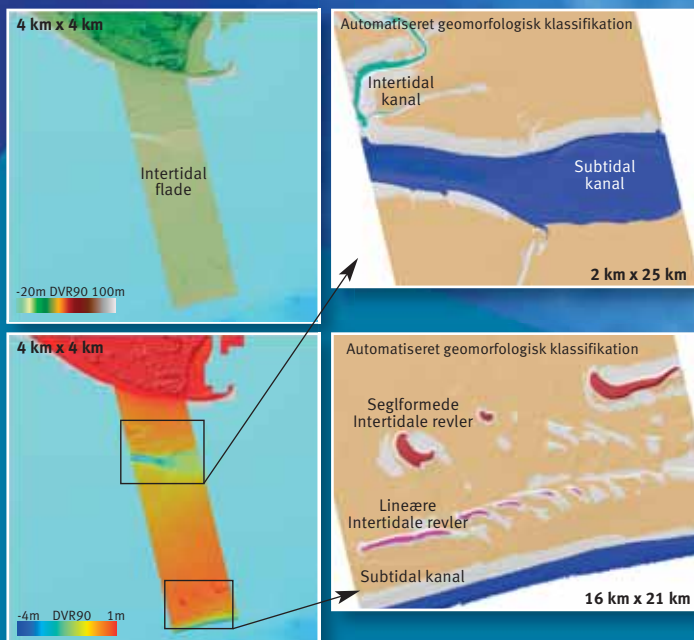 4 km x 4 km
Intertidal
flade
-20m DVR90 100m
Automatiseret geomorfologisk klassifikation
Intertidal
kanal
Subtidal
kanal
2 km x 25 km
4 km x 4 km
-4m DVR90 1m
Automatiseret geomorfologisk klassifikation
Seglformede
Intertidale revler
Lineære
Intertidale revler
Subtidal kanal
16 km x 21 km